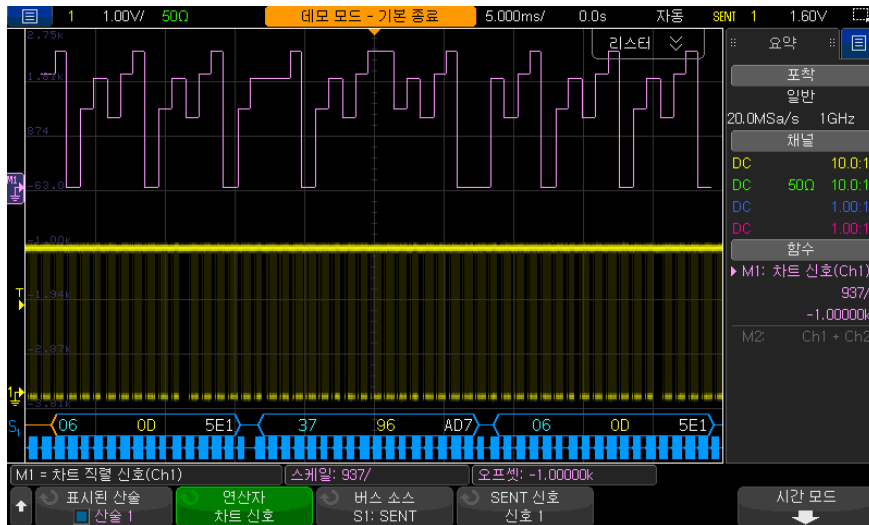 1 1.00V/ 50Ω 데모 모드 - 기본 종료 5.000ms/ 0.0s 자동 SENT 1 1.60V
2.75k
리스터
요약
1.87k
포착
일반
20.0MSa/s 1GHz
874
채널
DC 10.0:1
M1
-63.0
DC 50Ω 10.0:1
DC 1.00:1
DC 1.00:1
-1.00k
함수
M1: 차트 신호(Ch1)
T
-1.94k
937/
-1.00000k
M2: Ch1 + Ch2
-2.87k
1
-3.81k
S1 06 0D 5E1 37 96 AD7 06 0D 5E1
M1 = 차트 직렬 신호(Ch1) 스케일: 937/ 오프셋: -1.00000k
표시된 산술 연산자 버스 소스 SENT 신호 시간 모드
산술 1 차트 신호 S1: SENT 신호 1